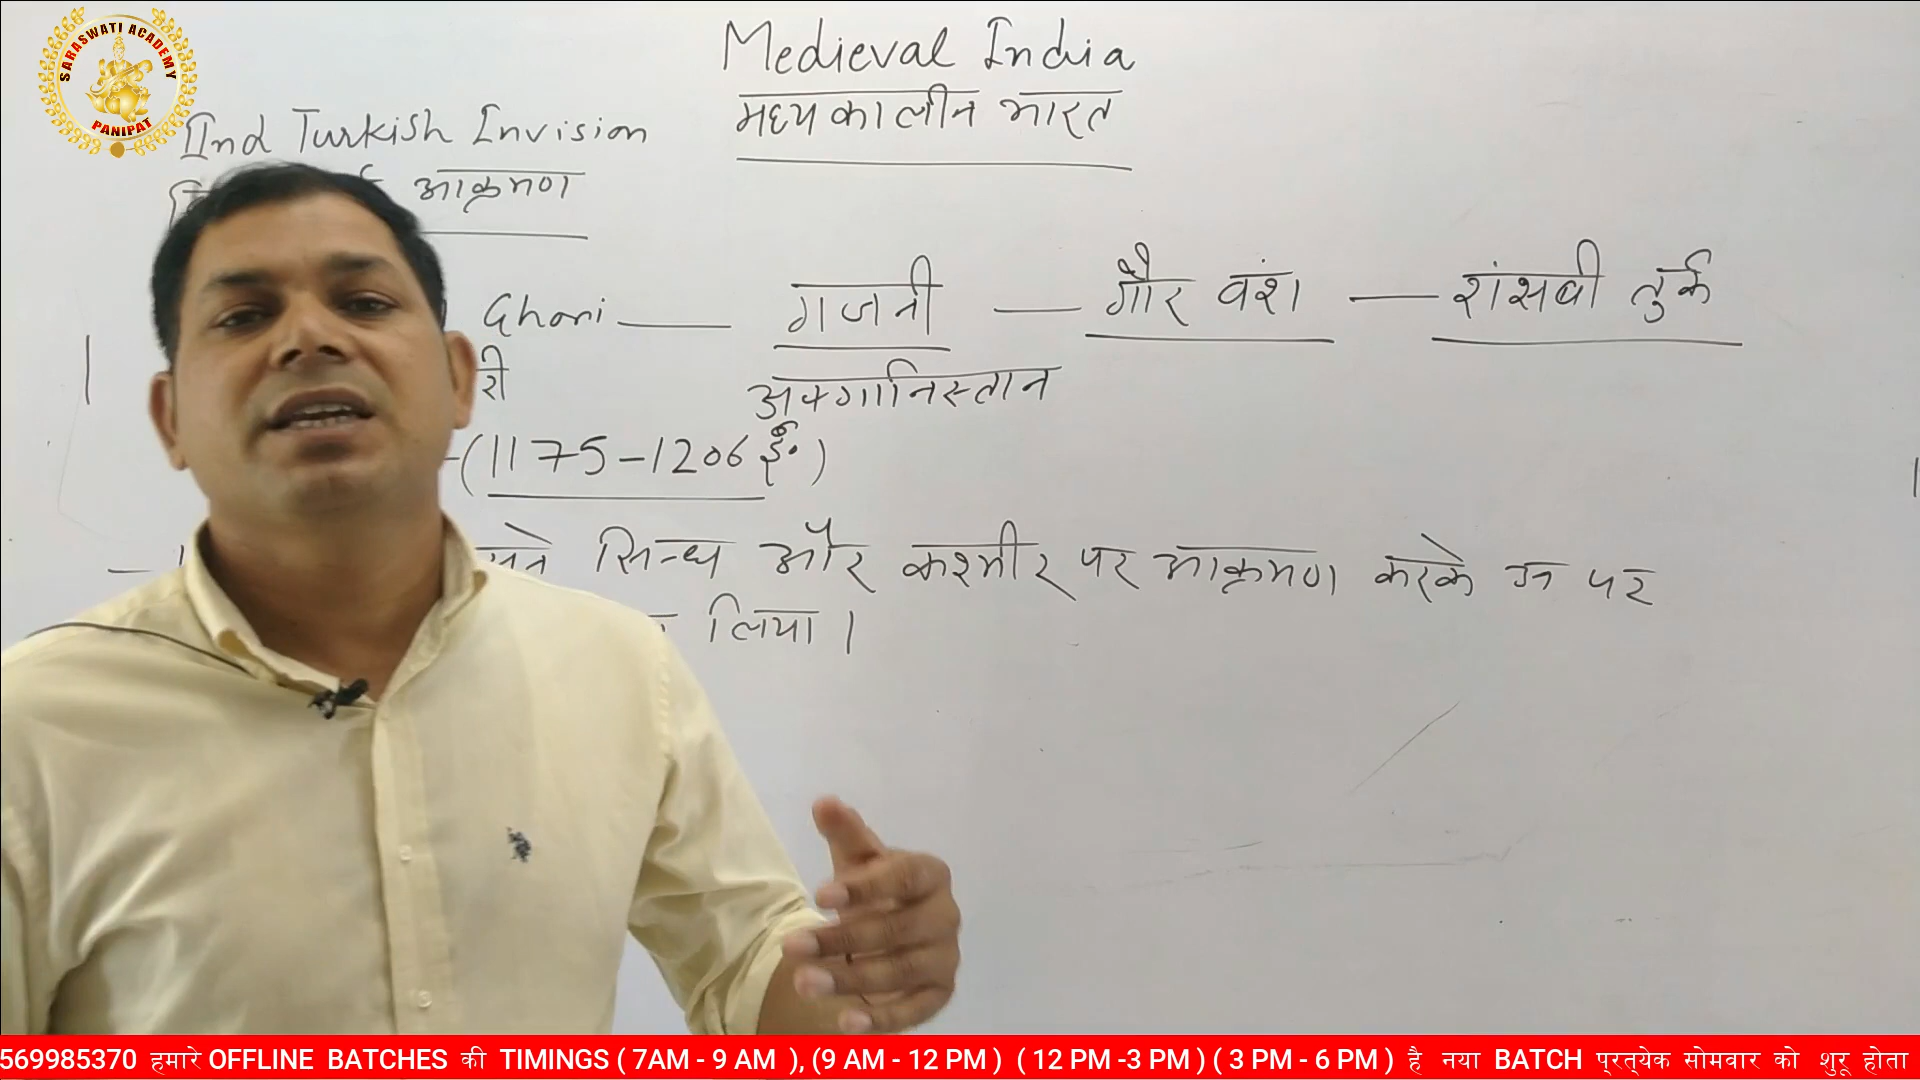 SARASWATI ACADEMY
PANIPAT
Medieval India
मध्यकालीन भारत
IInd Turkish Invision
आक्रमण
Ghori — गजनी — गौर वंश — शंसबी तुर्क
री
अफगानिस्तान
(1175-1206 ई०)
सिन्ध और कश्मीर पर आक्रमण करके उन पर
लिया।
569985370 हमारे OFFLINE BATCHES की TIMINGS ( 7AM - 9 AM ), (9 AM - 12 PM ) ( 12 PM -3 PM ) ( 3 PM - 6 PM ) है नया BATCH प्रत्येक सोमवार को शुरू होता